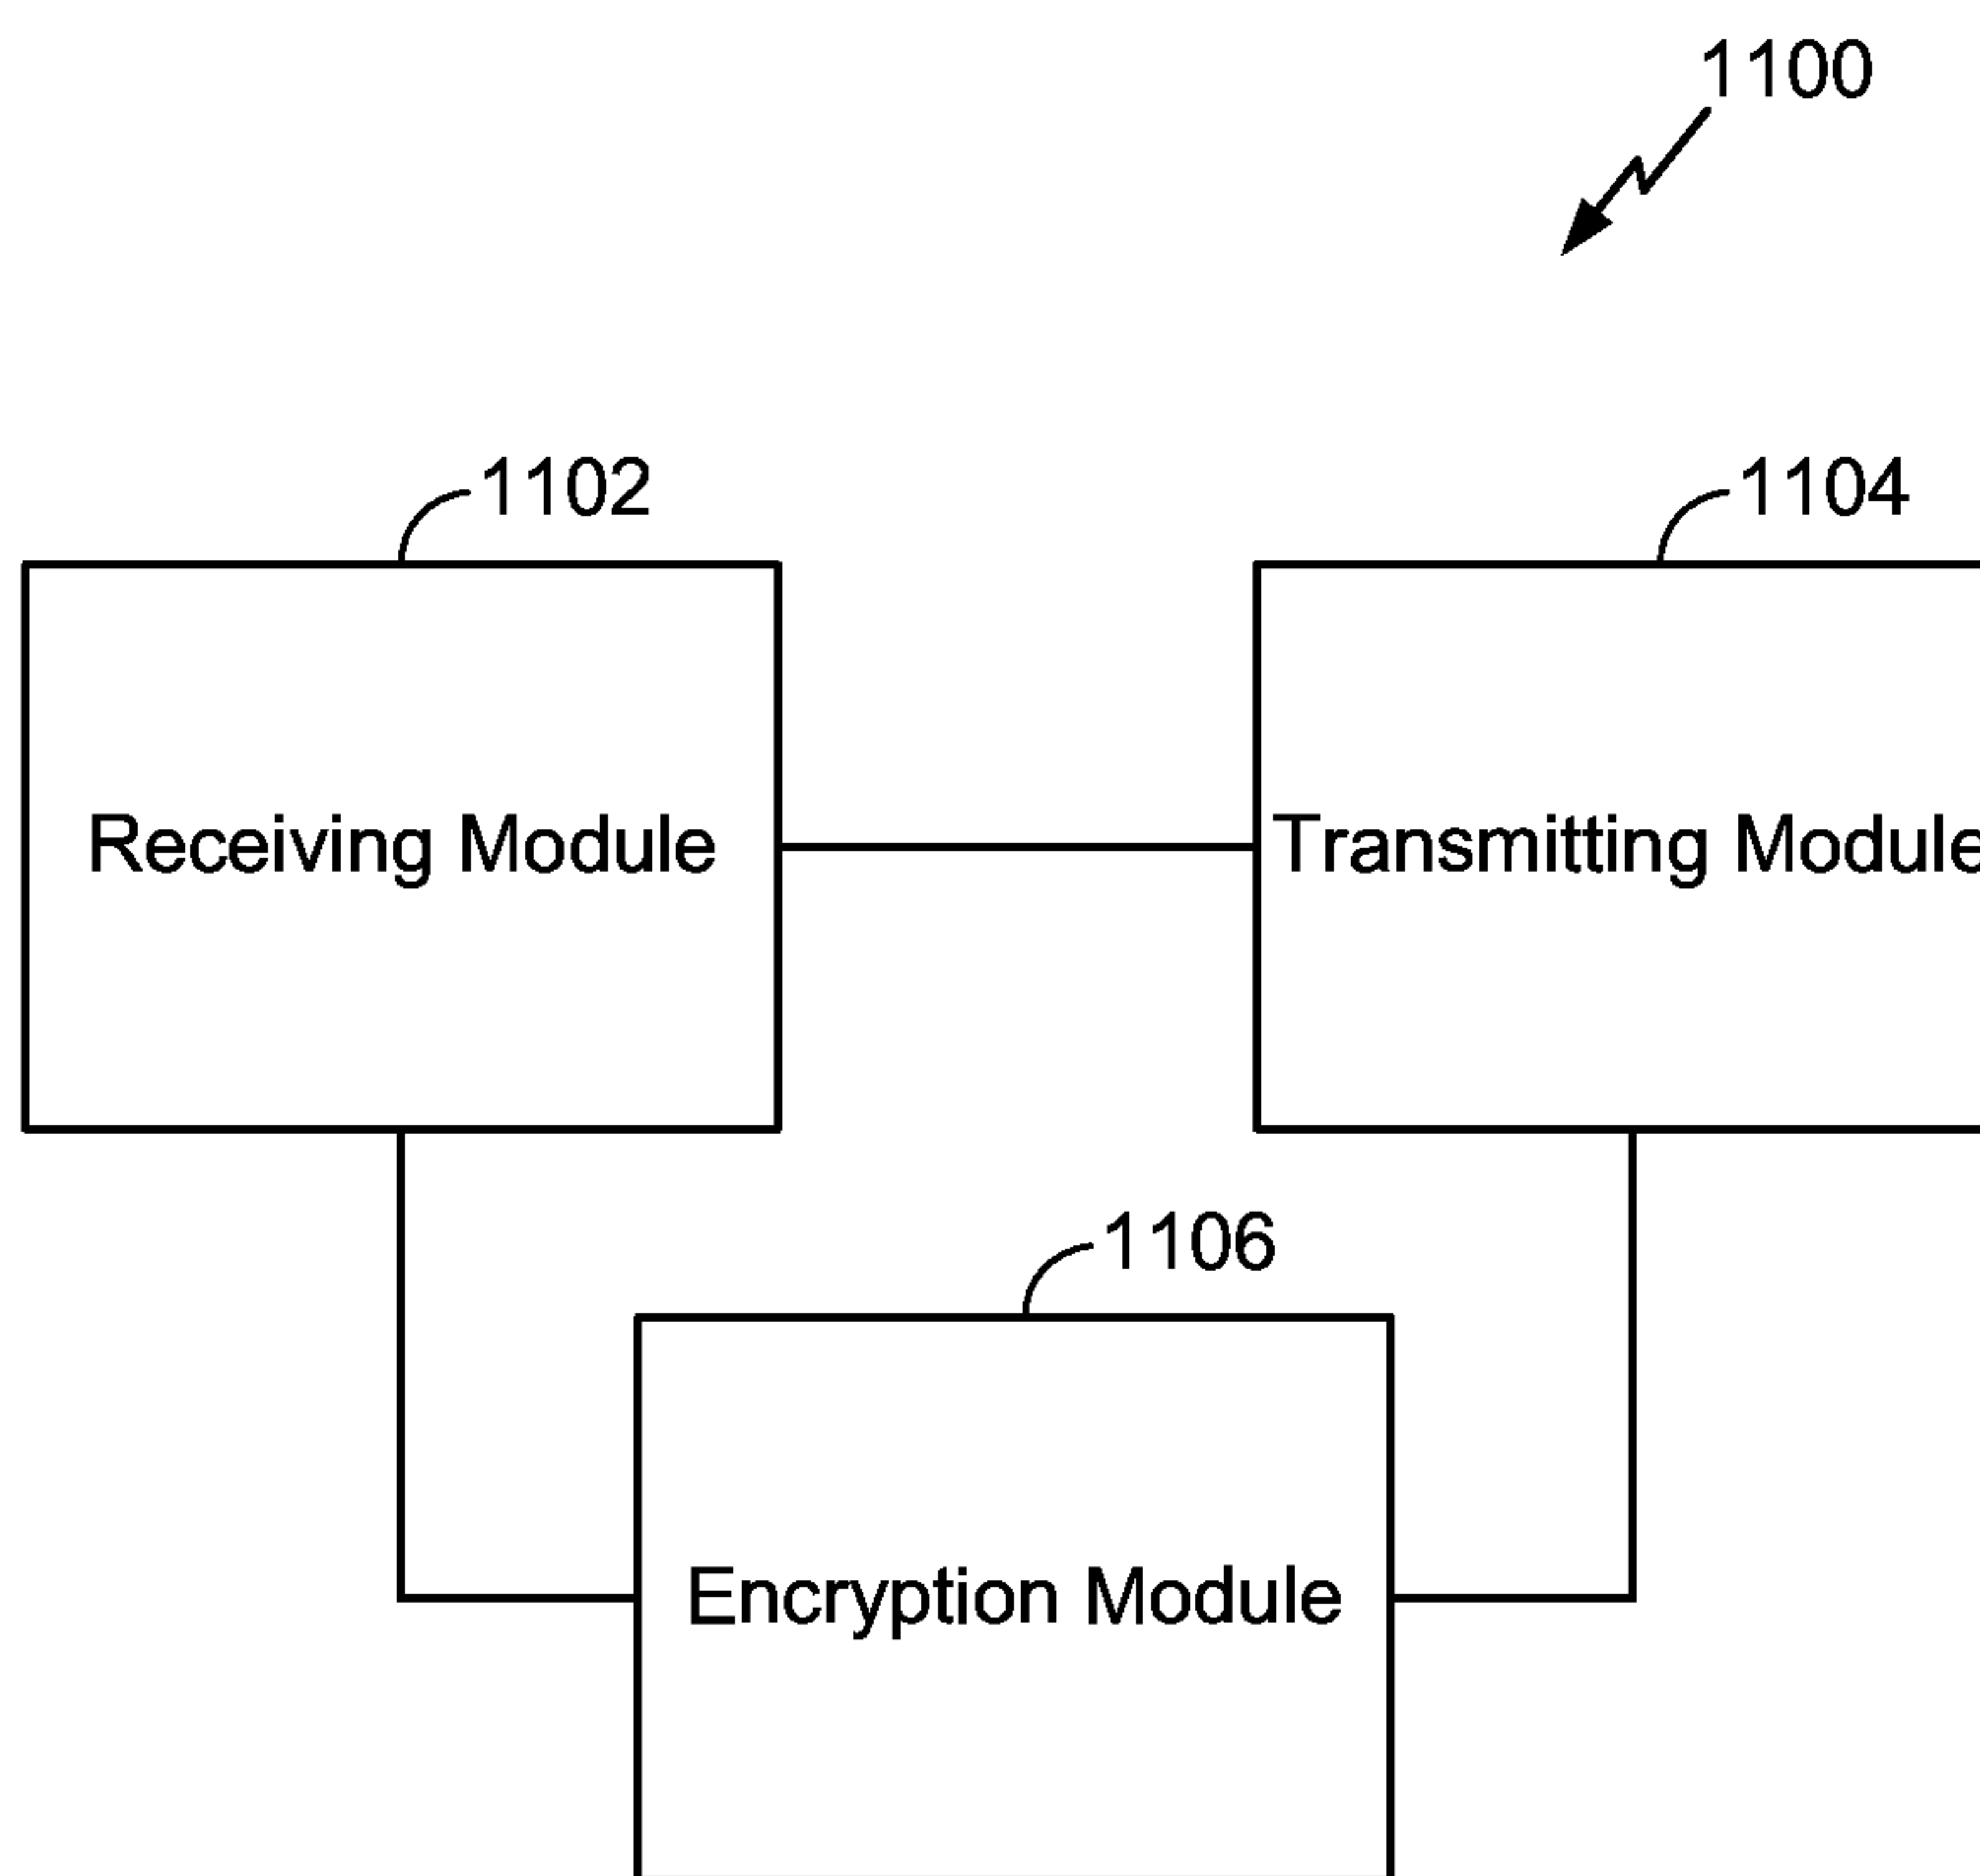 1100
1102
1104
Receiving Module
Transmitting Module
1106
Encryption Module